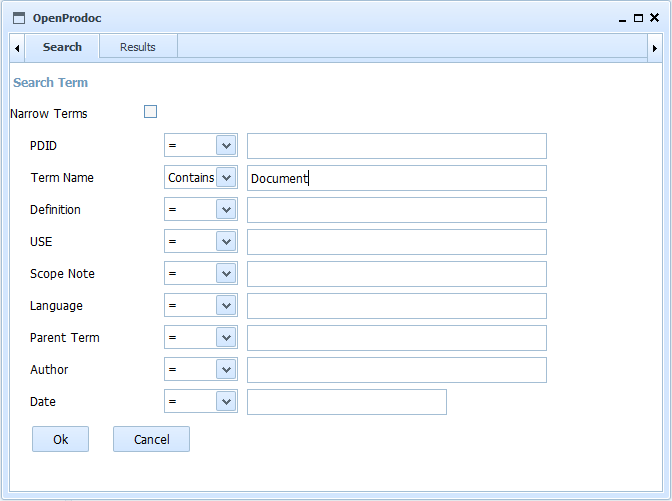 OpenProdoc
Search Results
Search Term
Narrow Terms
PDID =
Term Name Contains Document
Definition =
USE =
Scope Note =
Language =
Parent Term =
Author =
Date =
Ok Cancel